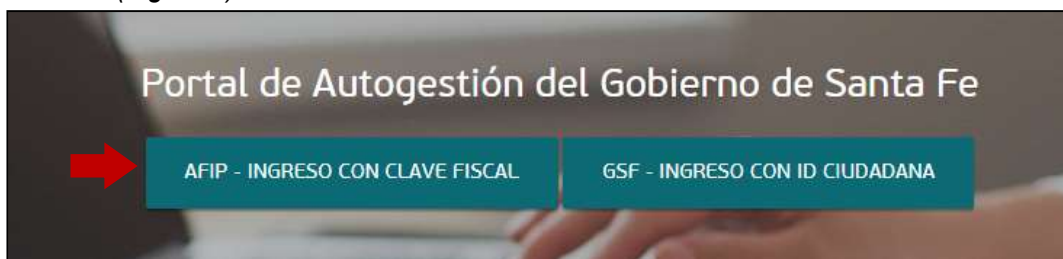 Portal de Autogestión del Gobierno de Santa Fe
AFIP - INGRESO CON CLAVE FISCAL
GSF - INGRESO CON ID CIUDADANA